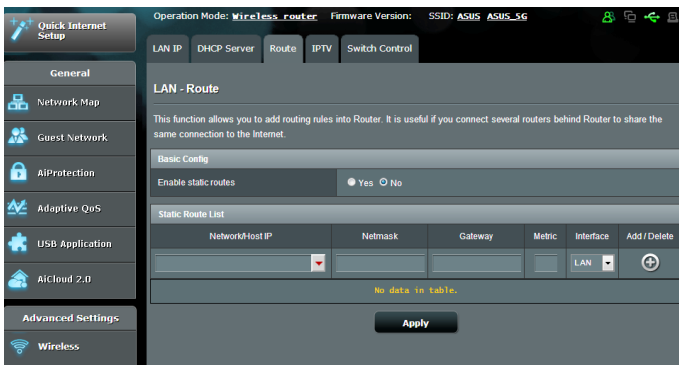 Quick Internet
Setup
Operation Mode: Wireless router Firmware Version: SSID: ASUS ASUS_5G
LAN IP DHCP Server Route IPTV Switch Control
General
Network Map
Guest Network
AiProtection
Adaptive QoS
USB Application
AiCloud 2.0
Advanced Settings
Wireless
LAN - Route
This function allows you to add routing rules into Router. It is useful if you connect several routers behind Router to share the
same connection to the Internet.
Basic Config
Enable static routes Yes No
Static Route List
Network/Host IP Netmask Gateway Metric Interface Add / Delete
LAN
No data in table.
Apply